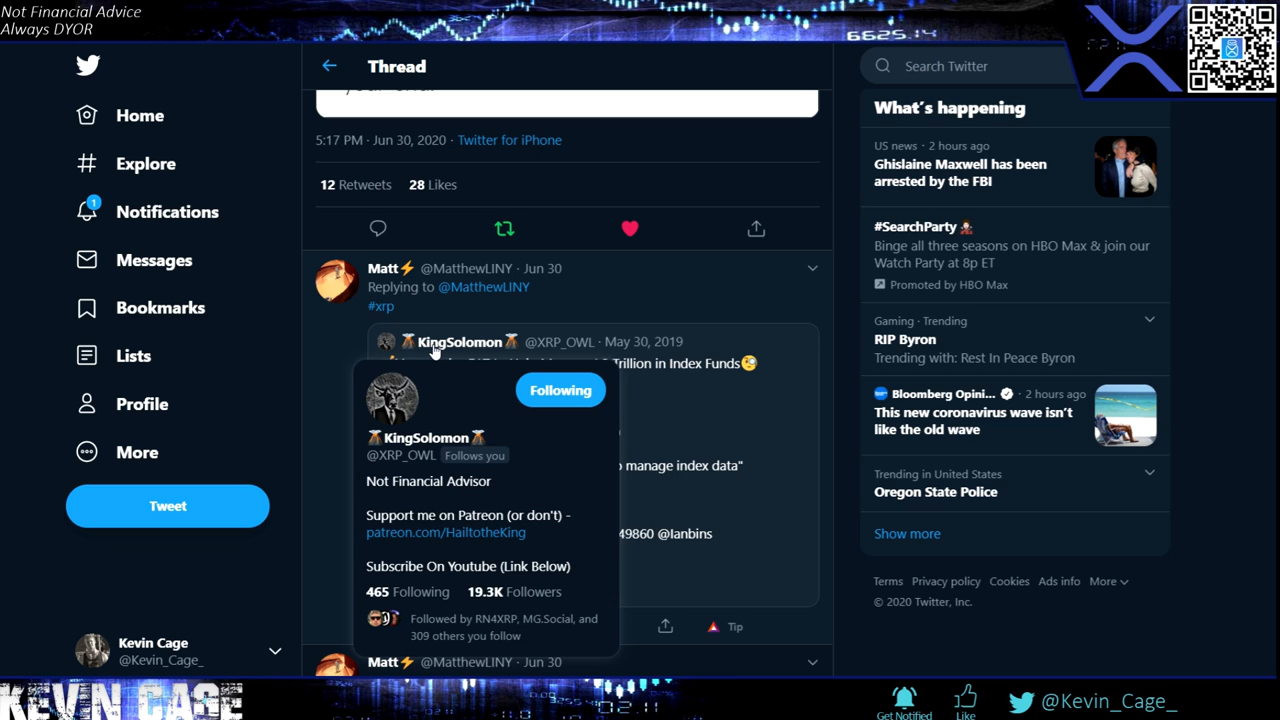 Not Financial Advice
Always DYOR
6625.14
Home
Explore
1
Notifications
Messages
Bookmarks
Lists
Profile
More
Tweet
Kevin Cage
@Kevin_Cage_
Thread
5:17 PM · Jun 30, 2020 · Twitter for iPhone
12 Retweets 28 Likes
Matt⚡ @MatthewLINY · Jun 30
Replying to @MatthewLINY
#xrp
KingSolomon @XRP_OWL · May 30, 2019
Trillion in Index Funds🧐
manage index data"
49860 @Ianbins
Following
KingSolomon
@XRP_OWL Follows you
Not Financial Advisor
Support me on Patreon (or don't) -
patreon.com/HailtotheKing
Subscribe On Youtube (Link Below)
465 Following 19.3K Followers
Followed by RN4XRP, MG.Social, and
309 others you follow
Tip
Matt⚡ @MatthewLINY · Jun 30
Search Twitter
What's happening
US news · 2 hours ago
Ghislaine Maxwell has been
arrested by the FBI
#SearchParty
Binge all three seasons on HBO Max & join our
Watch Party at 8p ET
Promoted by HBO Max
Gaming · Trending
RIP Byron
Trending with: Rest In Peace Byron
Bloomberg Opini... · 2 hours ago
This new coronavirus wave isn't
like the old wave
Trending in United States
Oregon State Police
Show more
Terms Privacy policy Cookies Ads info More
© 2020 Twitter, Inc.
KEVIN CAGE
Get Notified
Like
@Kevin_Cage_